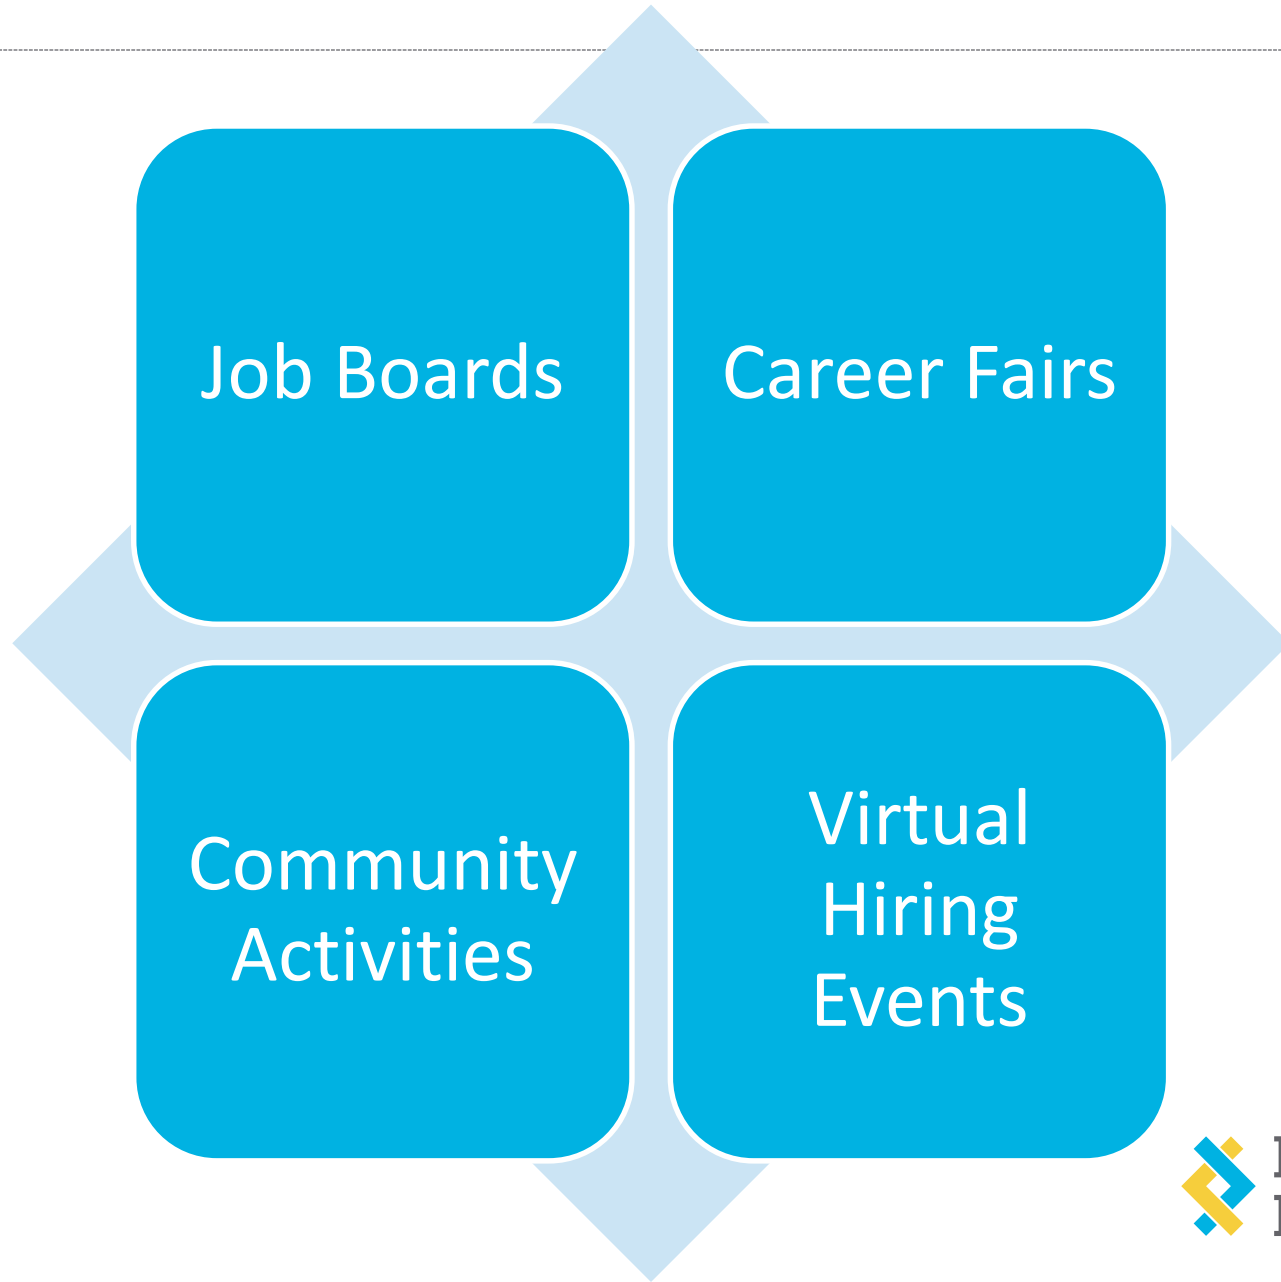 Job Boards
Career Fairs
Community
Activities
Virtual
Hiring
Events